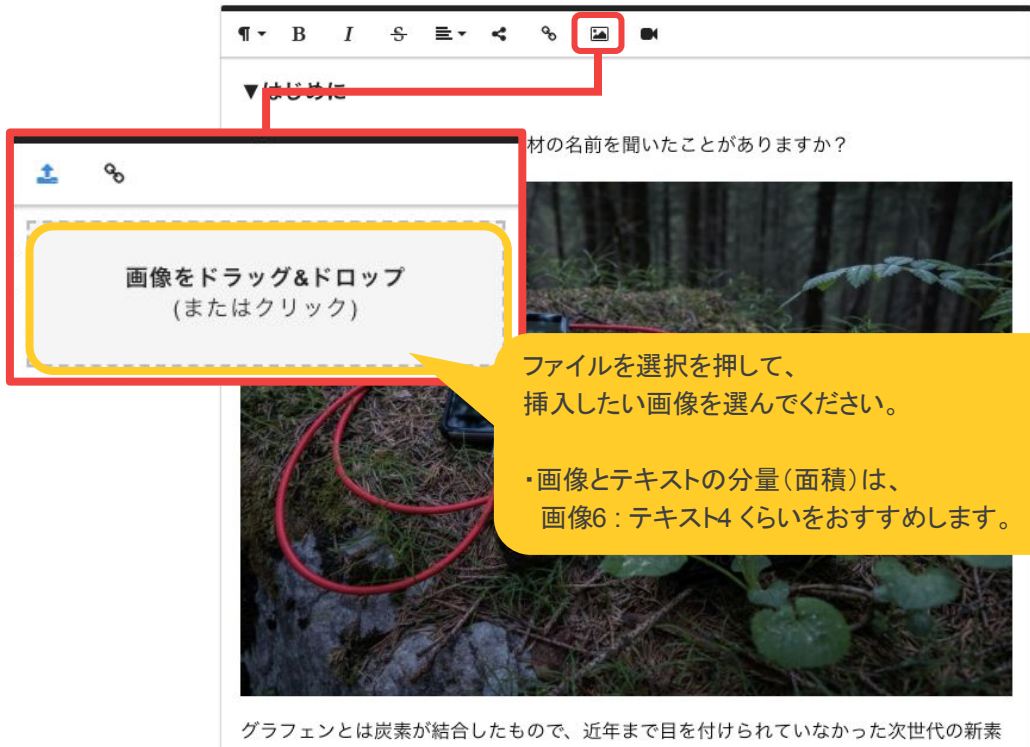 ▼はじめに
材の名前を聞いたことがありますか？
画像をドラッグ&ドロップ
(またはクリック)
ファイルを選択を押して、
挿入したい画像を選んでください。
・画像とテキストの分量（面積）は、
画像6 : テキスト4 くらいをおすすめします。
グラフェンとは炭素が結合したもので、近年まで目を付けられていなかった次世代の新素